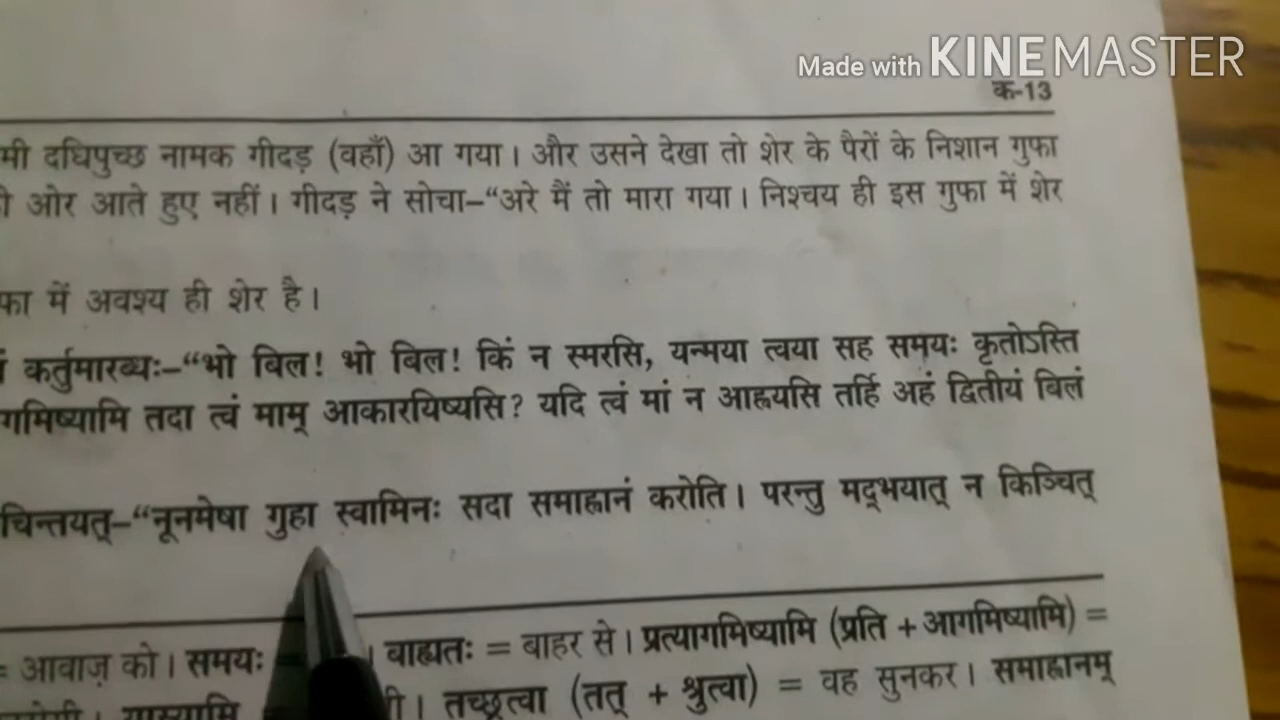 Made with KINEMASTER
क-13
मी दधिपुच्छ नामक गीदड़ (वहाँ) आ गया। और उसने देखा तो शेर के पैरों के निशान गुफा
ओर आते हुए नहीं। गीदड़ ने सोचा–“अरे मैं तो मारा गया। निश्चय ही इस गुफा में शेर
फा में अवश्य ही शेर है।
कर्तुमारब्धः–“भो बिल! भो बिल! किं न स्मरसि, यन्मया त्वया सह समयः कृतोऽस्ति
गमिष्यामि तदा त्वं माम् आकारयिष्यसि? यदि त्वं मां न आह्वयसि तर्हि अहं द्वितीयं बिलं
चिन्तयत्–“नूनमेषा गुहा स्वामिनः सदा समाह्वानं करोति। परन्तु मद्भयात् न किञ्चित्
= आवाज़ को। समयः = । बाह्यतः = बाहर से। प्रत्यागमिष्यामि (प्रति + आगमिष्यामि) =
यास्यामि । तच्छ्रुत्वा (तत् + श्रुत्वा) = वह सुनकर। समाह्वानम्